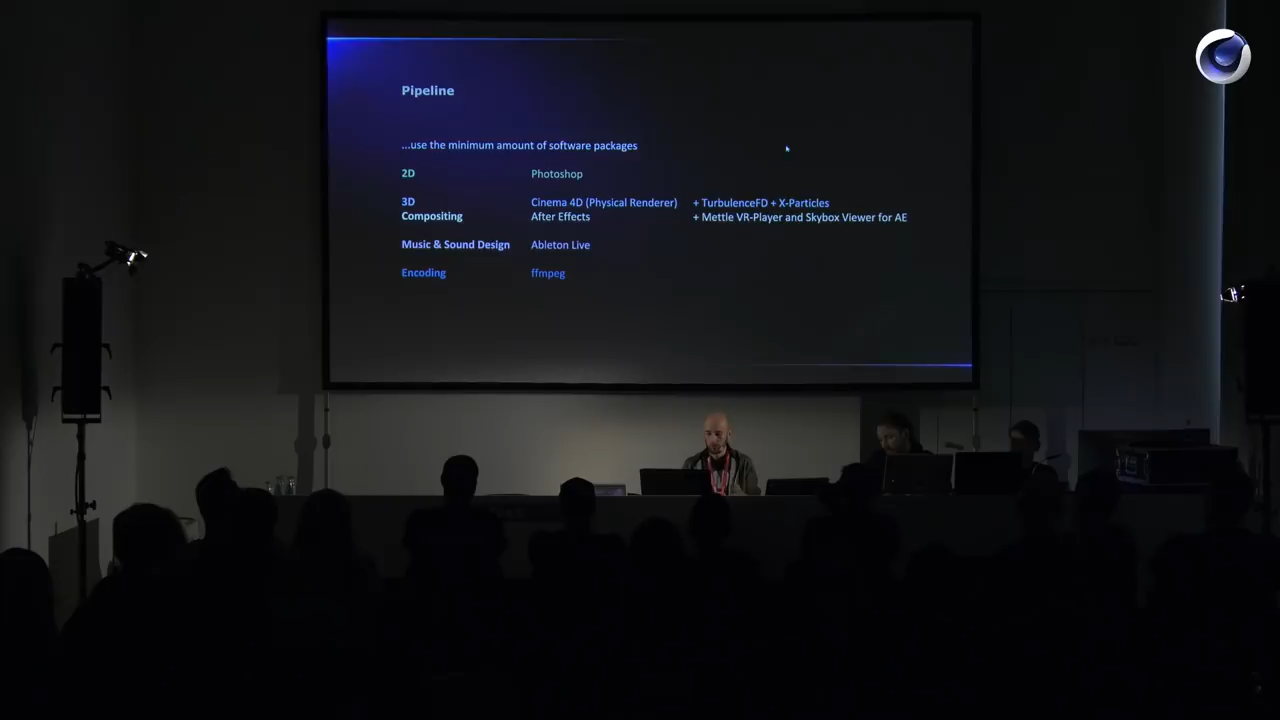 Pipeline
...use the minimum amount of software packages
2D Photoshop
3D Cinema 4D (Physical Renderer) + TurbulenceFD + X-Particles
Compositing After Effects + Mettle VR-Player and Skybox Viewer for AE
Music & Sound Design Ableton Live
Encoding ffmpeg